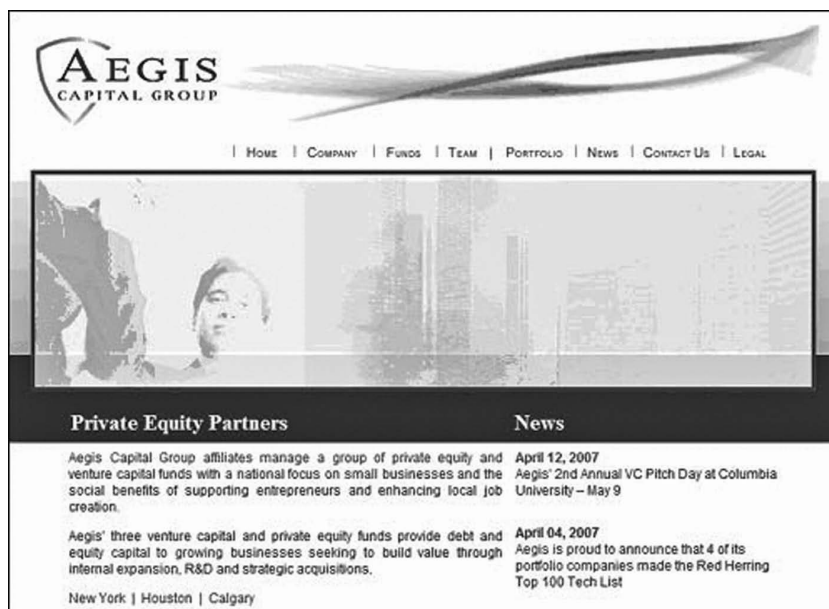 AEGIS
CAPITAL GROUP
| HOME | COMPANY | FUNDS | TEAM | PORTFOLIO | NEWS | CONTACT US | LEGAL
Private Equity Partners
Aegis Capital Group affiliates manage a group of private equity and
venture capital funds with a national focus on small businesses and the
social benefits of supporting entrepreneurs and enhancing local job
creation.
Aegis' three venture capital and private equity funds provide debt and
equity capital to growing businesses seeking to build value through
internal expansion, R&D and strategic acquisitions.
New York | Houston | Calgary
News
April 12, 2007
Aegis' 2nd Annual VC Pitch Day at Columbia
University – May 9
April 04, 2007
Aegis is proud to announce that 4 of its
portfolio companies made the Red Herring
Top 100 Tech List